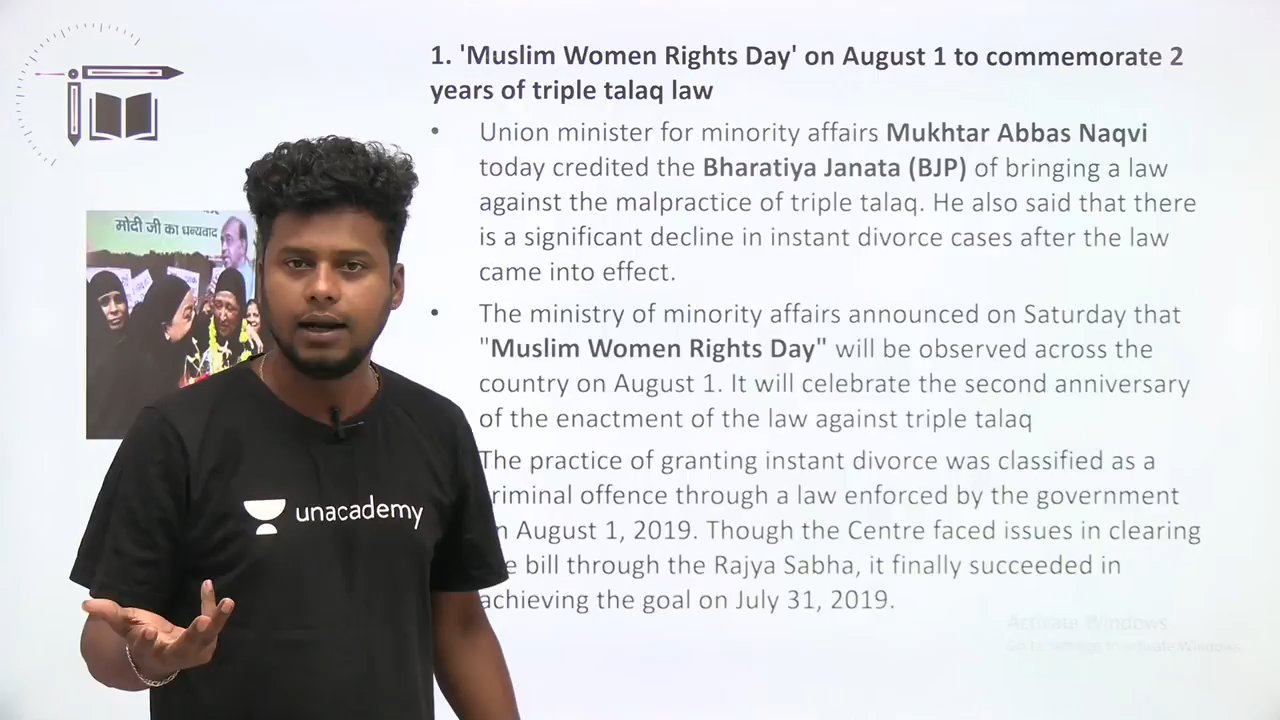 1. 'Muslim Women Rights Day' on August 1 to commemorate 2
years of triple talaq law
• Union minister for minority affairs Mukhtar Abbas Naqvi
today credited the Bharatiya Janata (BJP) of bringing a law
against the malpractice of triple talaq. He also said that there
is a significant decline in instant divorce cases after the law
came into effect.
• The ministry of minority affairs announced on Saturday that
"Muslim Women Rights Day" will be observed across the
country on August 1. It will celebrate the second anniversary
of the enactment of the law against triple talaq
The practice of granting instant divorce was classified as a
riminal offence through a law enforced by the government
n August 1, 2019. Though the Centre faced issues in clearing
e bill through the Rajya Sabha, it finally succeeded in
achieving the goal on July 31, 2019.
मोदी जी का धन्यवाद
unacademy
Activate Windows
Go to Settings to activate Windows.